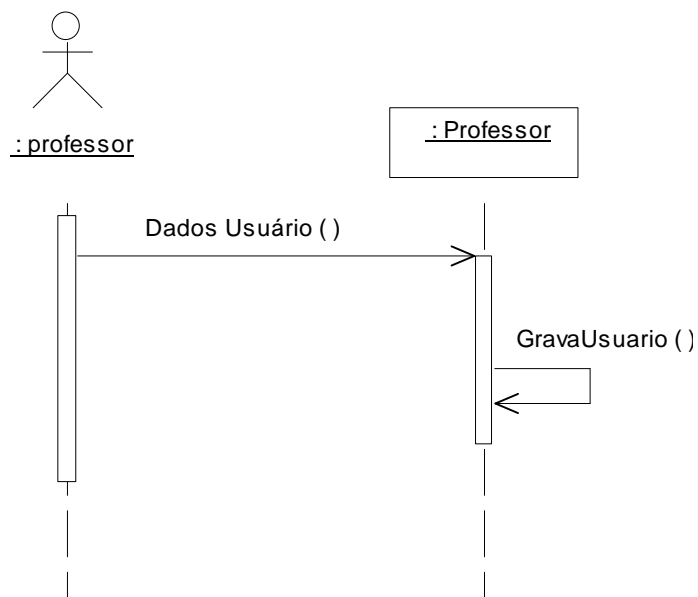 : professor
: Professor
Dados Usuário ( )
GravaUsuario ( )